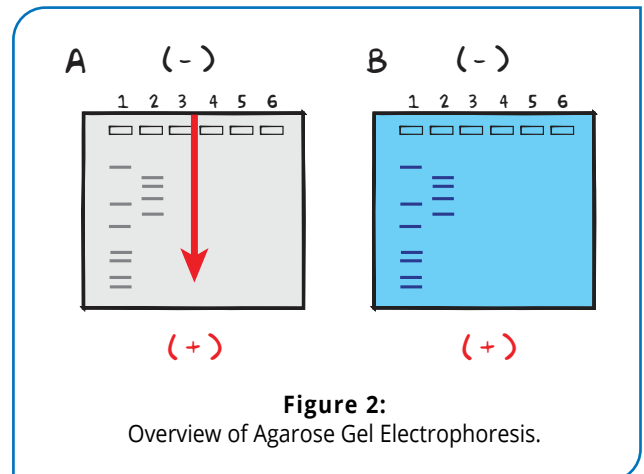 A (-) B (-)
1 2 3 4 5 6 1 2 3 4 5 6
(+) (+)
Figure 2:
Overview of Agarose Gel Electrophoresis.